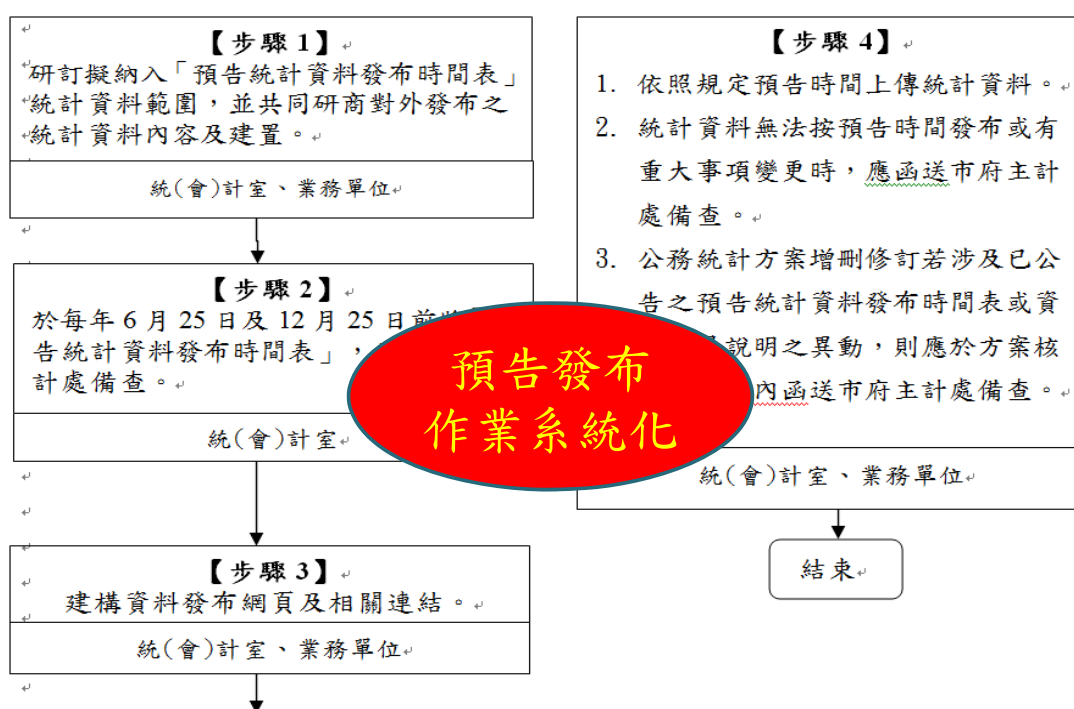 【步驟 1】
研訂擬納入「預告統計資料發布時間表」
統計資料範圍，並共同研商對外發布之
統計資料內容及建置。
統(會)計室、業務單位
【步驟 2】
於每年 6 月 25 日及 12 月 25 日前
告統計資料發布時間表」，
計處備查。
統(會)計室
【步驟 3】
建構資料發布網頁及相關連結。
統(會)計室、業務單位
【步驟 4】
1. 依照規定預告時間上傳統計資料。
2. 統計資料無法按預告時間發布或有
重大事項變更時，應函送市府主計
處備查。
3. 公務統計方案增刪修訂若涉及已公
告之預告統計資料發布時間表或資
說明之異動，則應於方案核
內函送市府主計處備查。
統(會)計室、業務單位
結束
預告發布
作業系統化